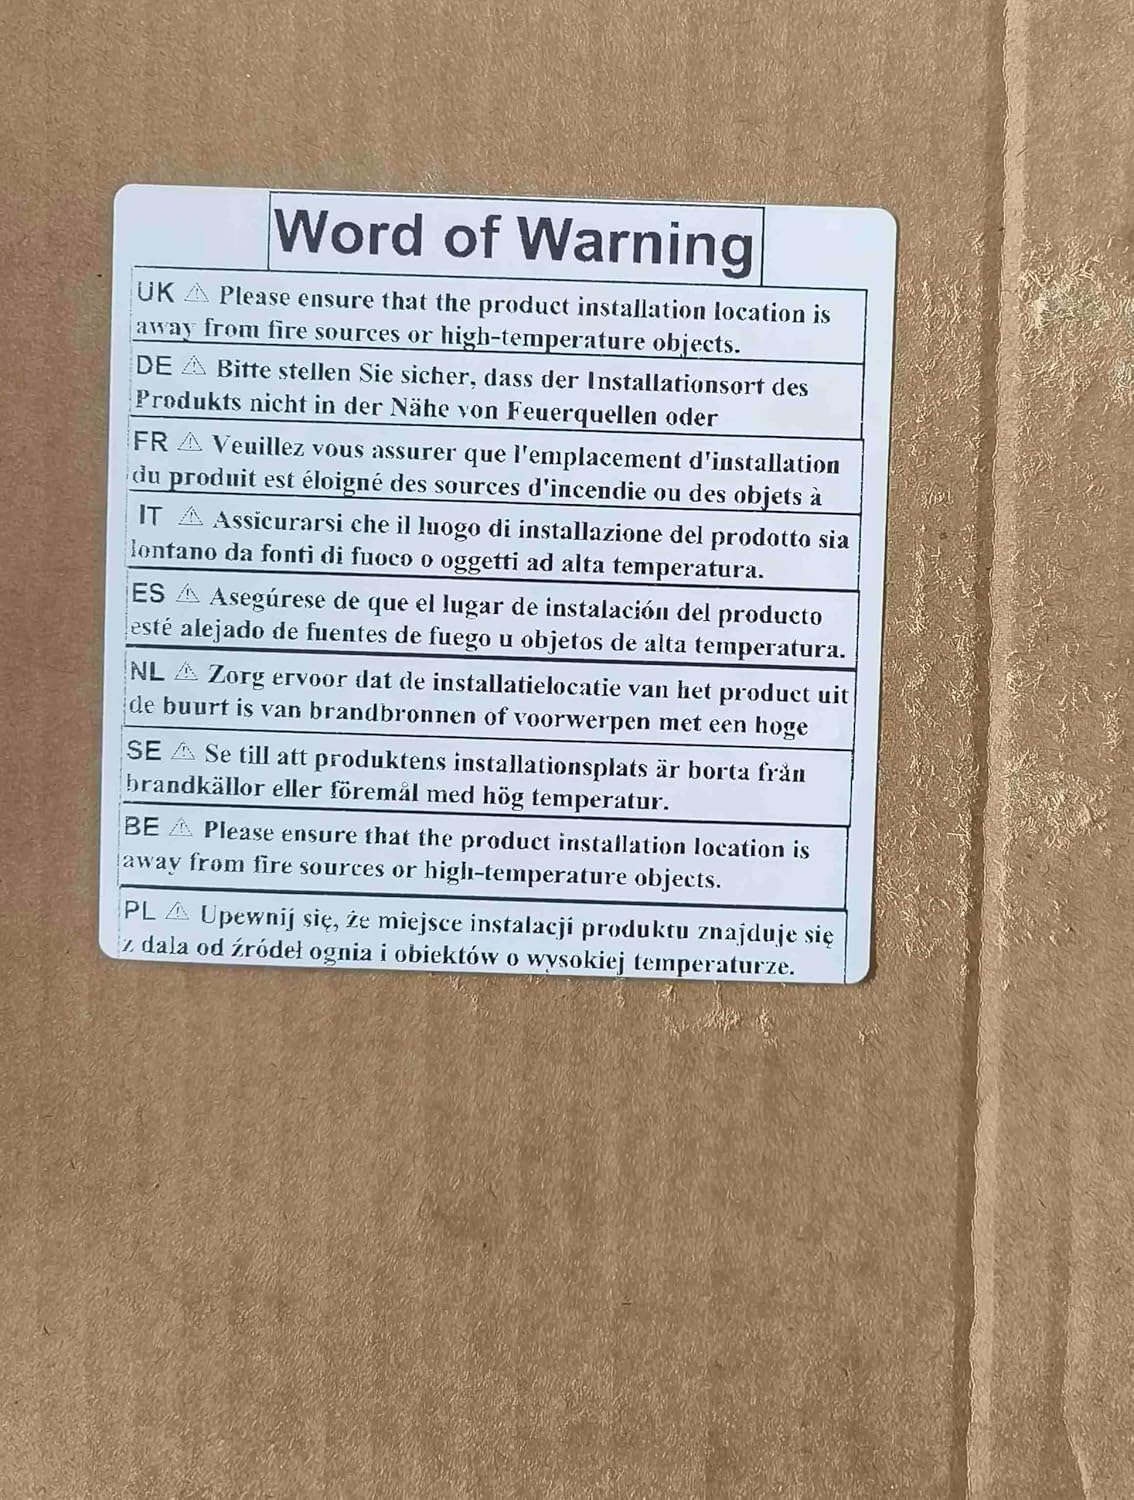 Word of Warning
UK ⚠ Please ensure that the product installation location is
away from fire sources or high-temperature objects.
DE ⚠ Bitte stellen Sie sicher, dass der Installationsort des
Produkts nicht in der Nähe von Feuerquellen oder
FR ⚠ Veuillez vous assurer que l'emplacement d'installation
du produit est éloigné des sources d'incendie ou des objets à
IT ⚠ Assicurarsi che il luogo di installazione del prodotto sia
lontano da fonti di fuoco o oggetti ad alta temperatura.
ES ⚠ Asegúrese de que el lugar de instalación del producto
esté alejado de fuentes de fuego u objetos de alta temperatura.
NL ⚠ Zorg ervoor dat de installatielocatie van het product uit
de buurt is van brandbronnen of voorwerpen met een hoge
SE ⚠ Se till att produktens installationsplats är borta från
brandkällor eller föremål med hög temperatur.
BE ⚠ Please ensure that the product installation location is
away from fire sources or high-temperature objects.
PL ⚠ Upewnij się, że miejsce instalacji produktu znajduje się
z dala od źródeł ognia i obiektów o wysokiej temperaturze.